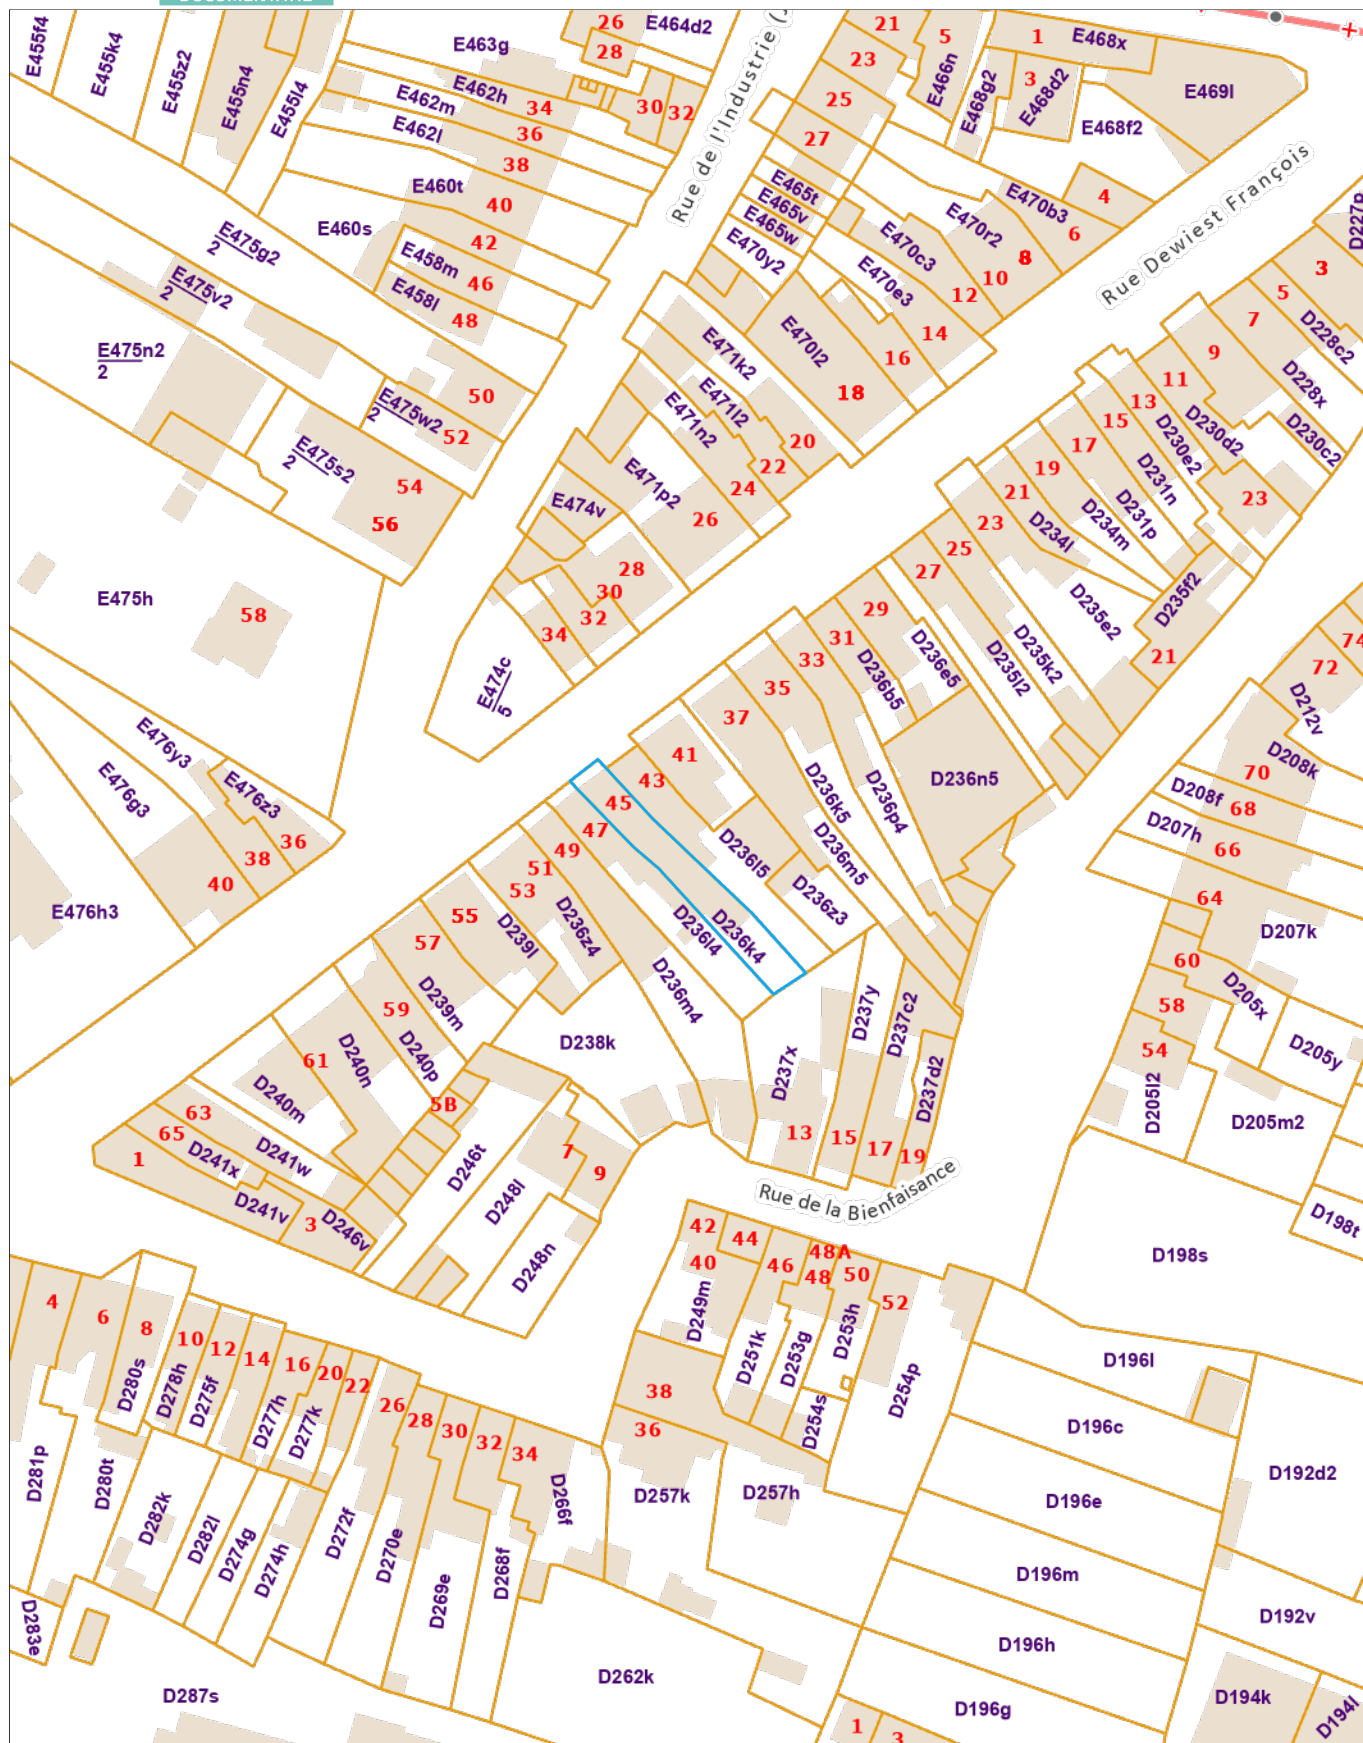 E455f4
E455k4
E455z2
E455n4
E455l4
E463g
26
28
E464d2
E462h
E462m
E462l
34
36
38
30
32
E460t
40
E460s
42
E458m
46
E458l
48
Rue de l'Industrie
21
23
25
27
5
E466n
1
E468x
3
E468d2
E468g2
E468f2
E469l
E465t
E465v
E465w
E470y2
E470b3
E470r2
E470c3
E470e3
4
6
8
10
12
14
16
E470l2
18
Rue Dewiest François
D227p
3
5
7
D228c2
D228x
9
11
D230d2
D230c2
13
15
D230e2
D231n
17
D231p
19
D234m
21
D234l
23
23
25
27
D235e2
D235f2
21
D235k2
D235l2
E475g2
2
E475v2
2
E475n2
2
E475w2
2
50
52
E475s2
2
54
56
E475h
58
E471k2
E471l2
E471n2
E471p2
20
22
24
26
E474v
28
30
32
34
E474c
5
29
31
33
35
37
D236e5
D236b5
D236n5
D236p4
D236k5
D236m5
D236z3
D236l5
41
43
45
47
49
51
53
55
57
59
61
63
65
1
D236k4
D236l4
D236m4
D236z4
D239l
D239m
D240p
D240n
D240m
D241w
D241x
D241v
3
D246v
5B
D246t
D248l
D248n
7
9
D238k
D237x
D237y
D237c2
D237d2
13
15
17
19
Rue de la Bienfaisance
E476y3
E476z3
E476g3
E476h3
36
38
40
74
72
D212v
D208k
70
D208f
68
D207h
66
64
D207k
60
D205x
58
D205y
54
D205l2
D205m2
D198t
D198s
D196l
D196c
D196e
D196m
D196h
D196g
D192d2
D192v
D194k
D194l
1
3
42
44
40
46
48A
48
50
52
D249m
D251k
D253g
D253h
D254s
D254p
38
36
D257k
D257h
D262k
4
6
8
10
12
14
16
20
22
26
28
30
32
34
D280s
D278h
D275f
D277h
D277k
D281p
D280t
D282k
D282l
D274g
D274h
D272f
D270e
D269e
D268f
D266f
D283e
D287s